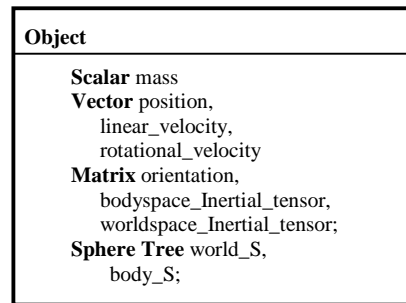 Object
Scalar mass
Vector position,
linear_velocity,
rotational_velocity
Matrix orientation,
bodyspace_Inertial_tensor,
worldspace_Inertial_tensor;
Sphere Tree world_S,
body_S;